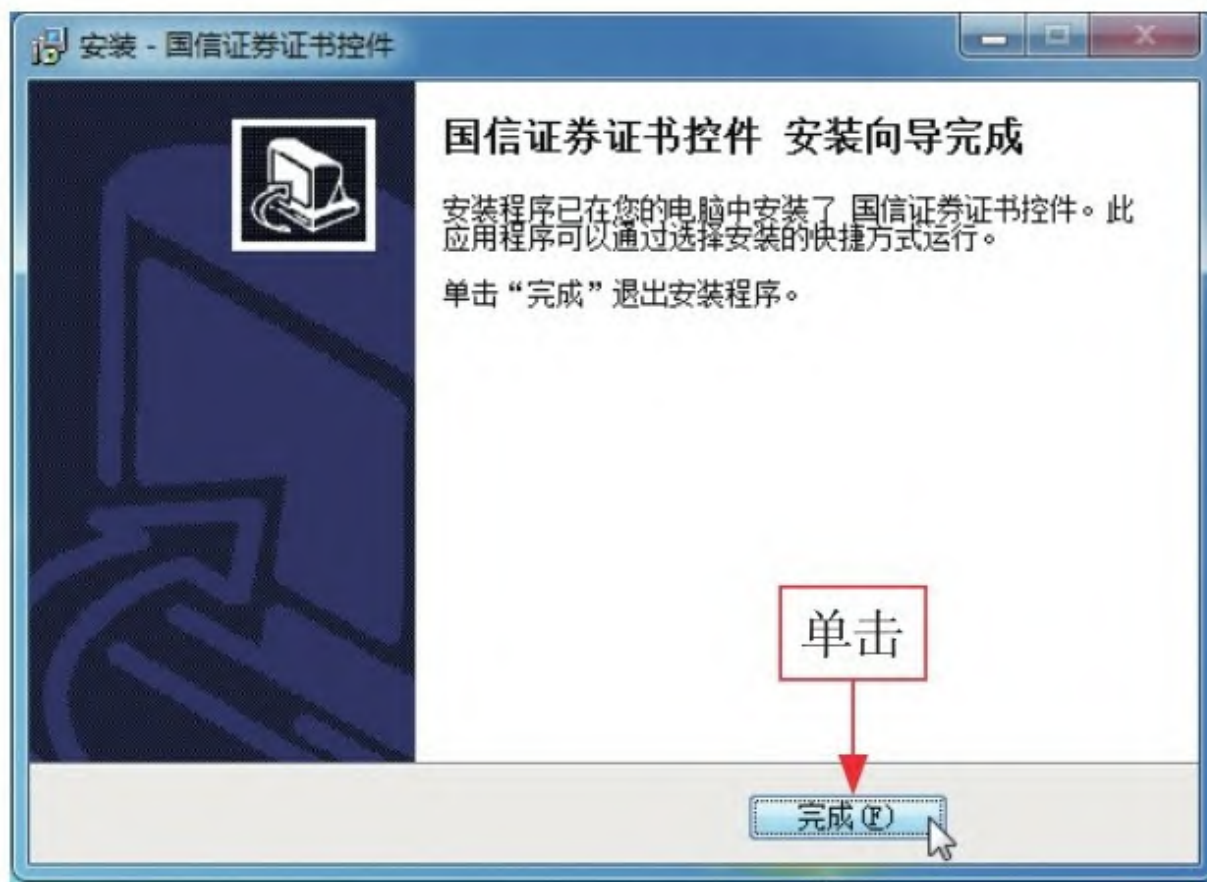 安装 - 国信证券证书控件
国信证券证书控件 安装向导完成
安装程序已在您的电脑中安装了 国信证券证书控件。此
应用程序可以通过选择安装的快捷方式运行。
单击“完成”退出安装程序。
单击
完成(F)